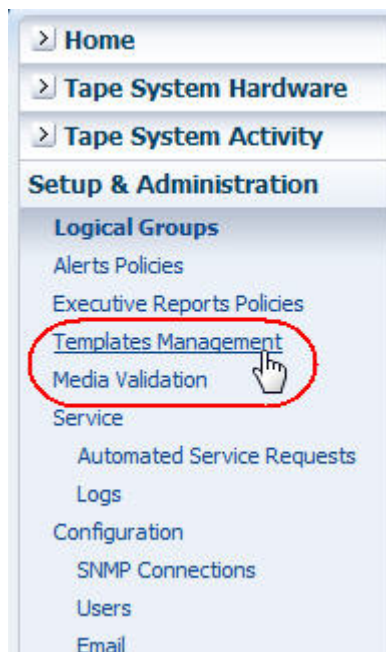 Home
Tape System Hardware
Tape System Activity
Setup & Administration
Logical Groups
Alerts Policies
Executive Reports Policies
Templates Management
Media Validation
Service
Automated Service Requests
Logs
Configuration
SNMP Connections
Users
Email